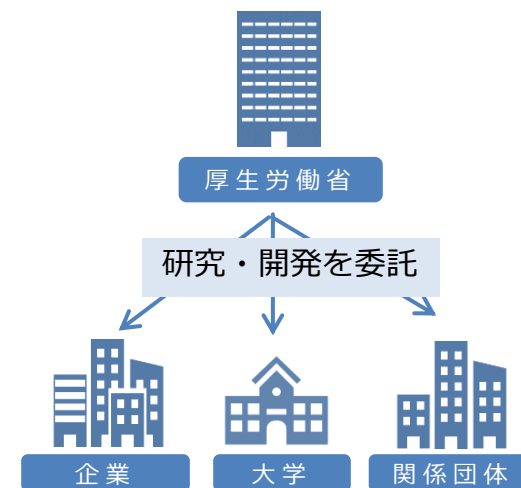 厚生労働省
研究・開発を委託
企業
大学
関係団体